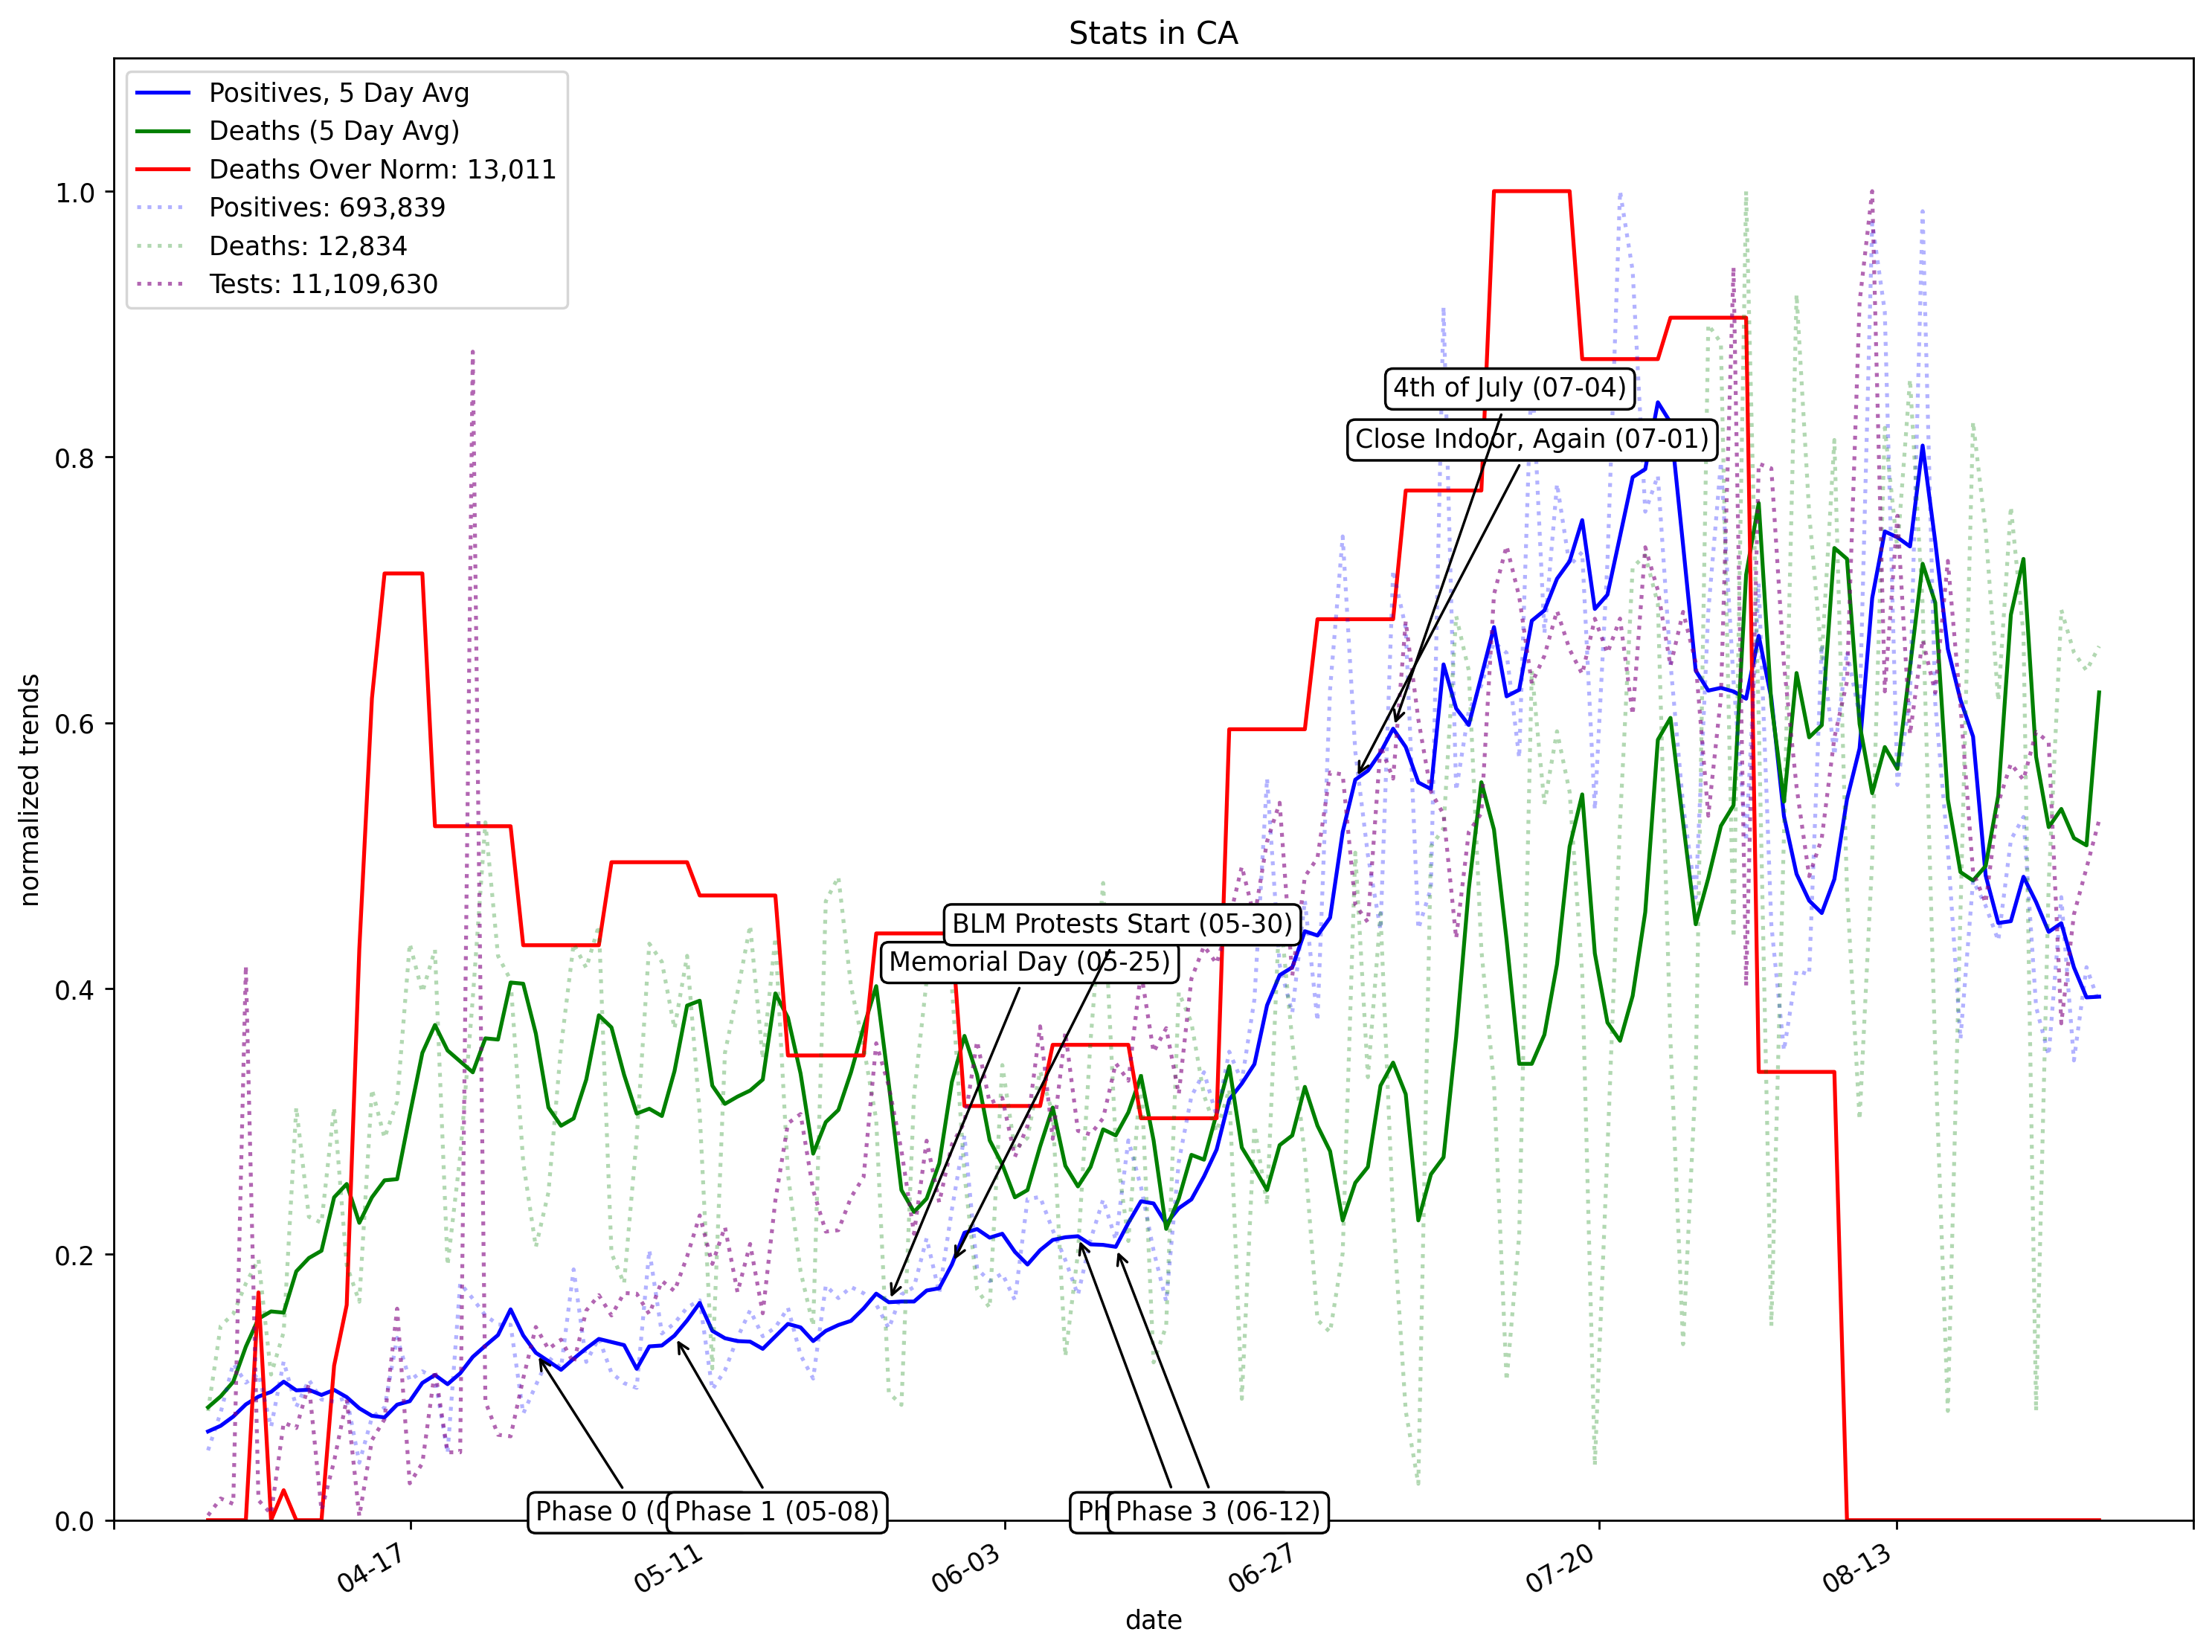 Stats in CA
Positives, 5 Day Avg
Deaths (5 Day Avg)
Deaths Over Norm: 13,011
Positives: 693,839
Deaths: 12,834
Tests: 11,109,630
1.0
0.8
0.6
0.4
0.2
0.0
normalized trends
4th of July (07-04)
Close Indoor, Again (07-01)
BLM Protests Start (05-30)
Memorial Day (05-25)
Phase 0 (0
Phase 1 (05-08)
Ph
Phase 3 (06-12)
04-17
05-11
06-03
06-27
07-20
08-13
date